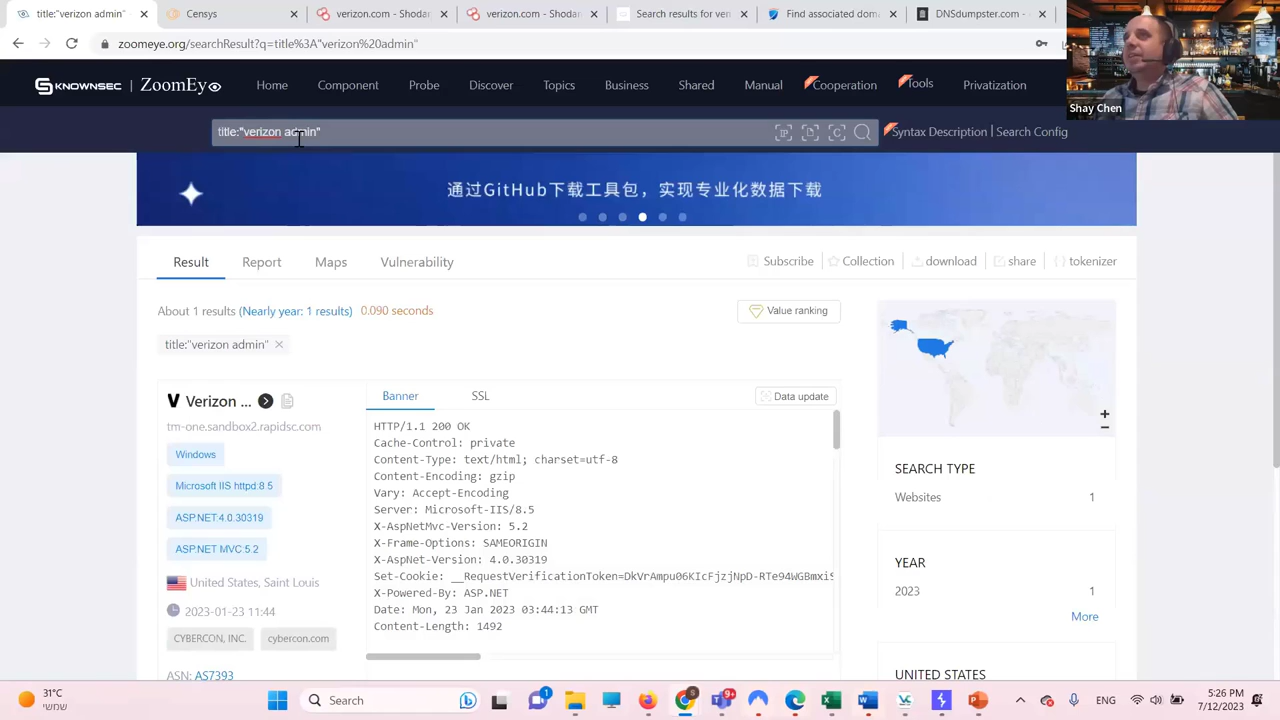 title:"verizon admin"
Censys
verizon.com - S
Shay results for ve
Find associated do
DNSdumpster.com -
zoomeye.org/searchResult?q=title%3A"verizon%20ad
KNOWNSEC | ZoomEye
Home
Component
Probe
Discover
Topics
Business
Shared
Manual
Cooperation
Tools
Privatization
Shay Chen
title:"verizon admin"
Syntax Description | Search Config
通过GitHub下载工具包，实现专业化数据下载
Result
Report
Maps
Vulnerability
Subscribe
Collection
download
share
tokenizer
About 1 results (Nearly year: 1 results) 0.090 seconds
Value ranking
title:"verizon admin" ×
Verizon ...
tm-one.sandbox2.rapidsc.com
Windows
Microsoft IIS httpd:8.5
ASP.NET:4.0.30319
ASP.NET MVC:5.2
United States, Saint Louis
2023-01-23 11:44
CYBERCON, INC.
cybercon.com
ASN: AS7393
Banner
SSL
Data update
HTTP/1.1 200 OK
Cache-Control: private
Content-Type: text/html; charset=utf-8
Content-Encoding: gzip
Vary: Accept-Encoding
Server: Microsoft-IIS/8.5
X-AspNetMvc-Version: 5.2
X-Frame-Options: SAMEORIGIN
X-AspNet-Version: 4.0.30319
Set-Cookie: __RequestVerificationToken=DkVrAmpu06KIcFjzjNpD-RTe94WGBmxiS
X-Powered-By: ASP.NET
Date: Mon, 23 Jan 2023 03:44:13 GMT
Content-Length: 1492
+
−
SEARCH TYPE
Websites 1
YEAR
2023 1
More
UNITED STATES
31°C
שמשי
Search
ENG
5:26 PM
7/12/2023